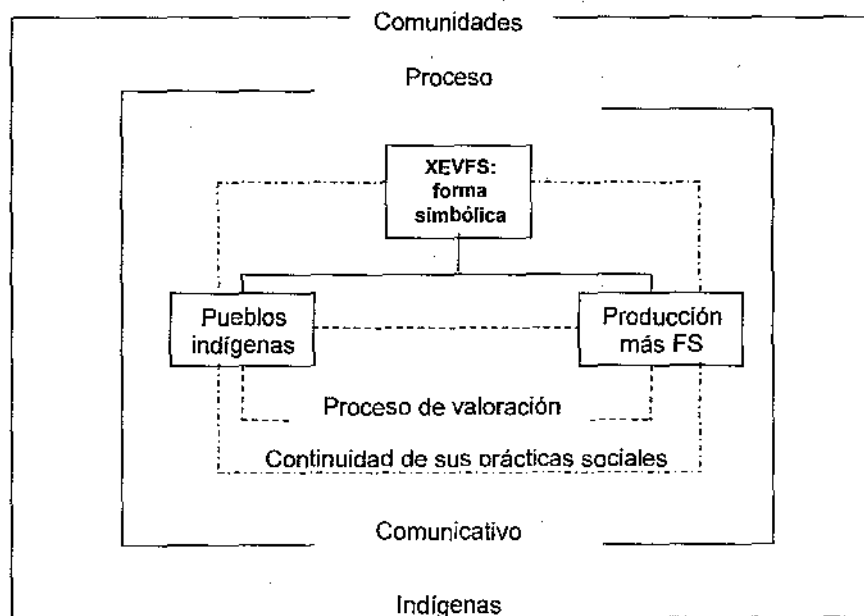 Comunidades
Proceso
XEVFS:
forma
simbólica
Pueblos
indígenas
Producción
más FS
Proceso de valoración
Continuidad de sus prácticas sociales
Comunicativo
Indígenas